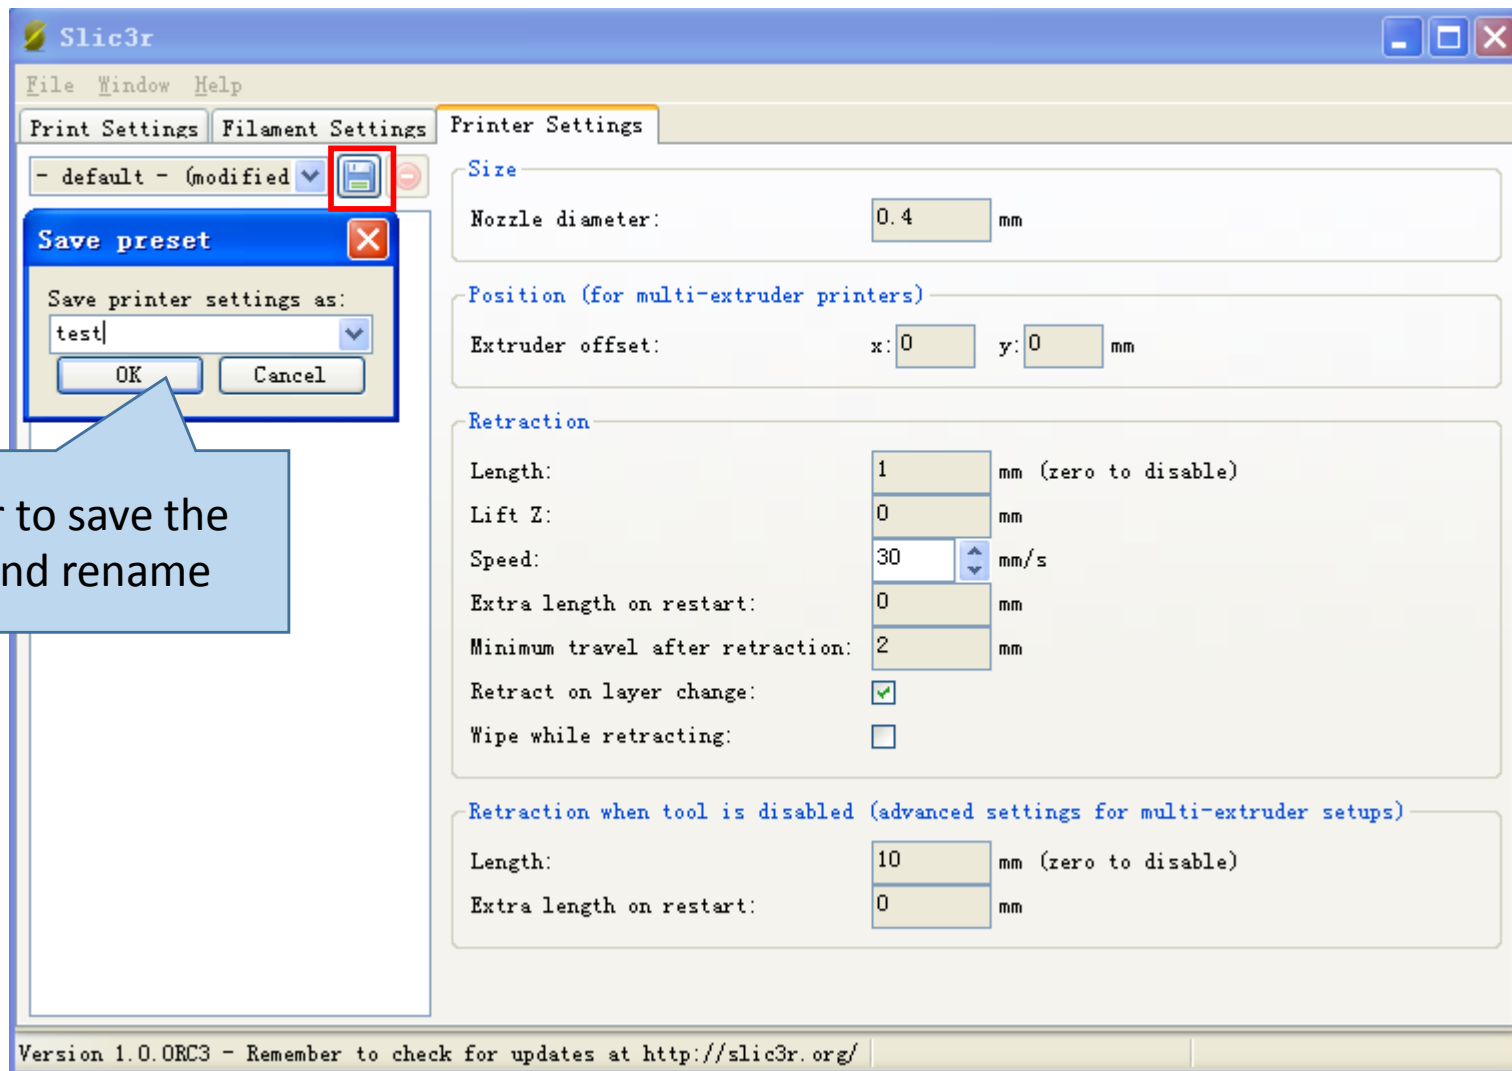 Slic3r
File Window Help
Print Settings Filament Settings Printer Settings
- default - (modified
Save preset
Save printer settings as:
test
OK Cancel
to save the
rename
Size
Nozzle diameter: 0.4 mm
Position (for multi-extruder printers)
Extruder offset: x: 0 y: 0 mm
Retraction
Length: 1 mm (zero to disable)
Lift Z: 0 mm
Speed: 30 mm/s
Extra length on restart: 0 mm
Minimum travel after retraction: 2 mm
Retract on layer change:
Wipe while retracting:
Retraction when tool is disabled (advanced settings for multi-extruder setups)
Length: 10 mm (zero to disable)
Extra length on restart: 0 mm
Version 1.0.0RC3 - Remember to check for updates at http://slic3r.org/